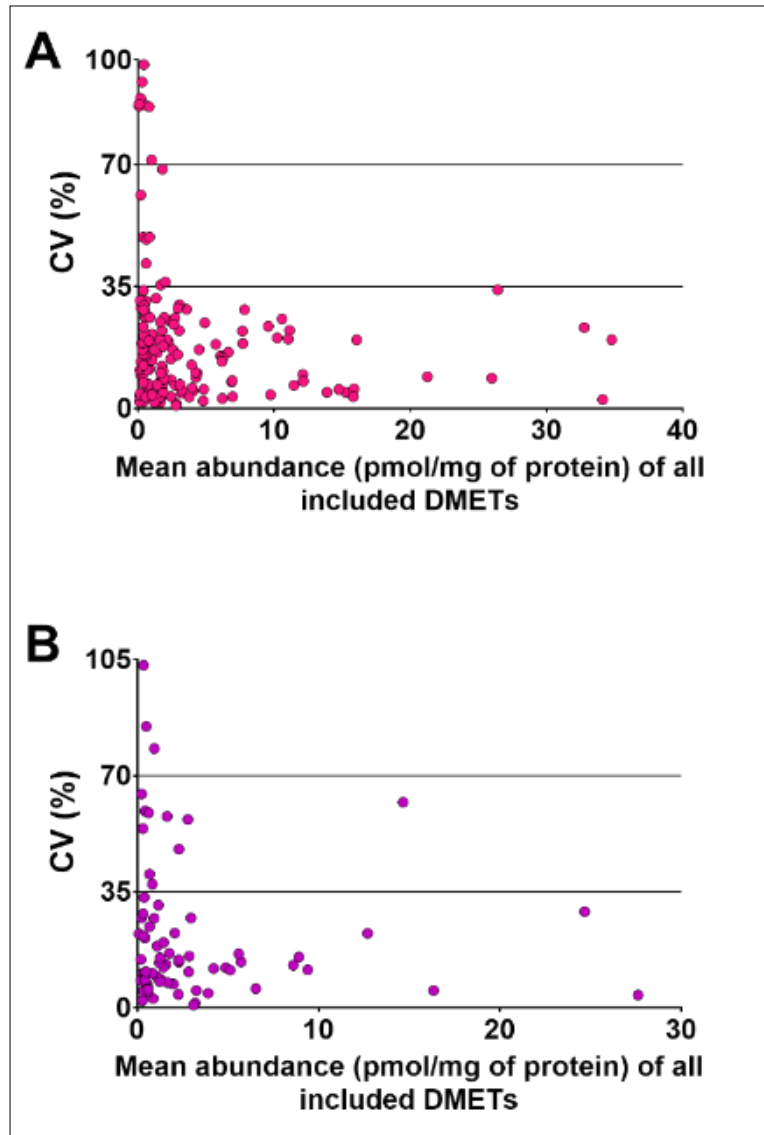 A
100
70
35
0
CV (%)
0 10 20 30 40
Mean abundance (pmol/mg of protein) of all
included DMETs
B
105
70
35
0
CV (%)
0 10 20 30
Mean abundance (pmol/mg of protein) of all
included DMETs